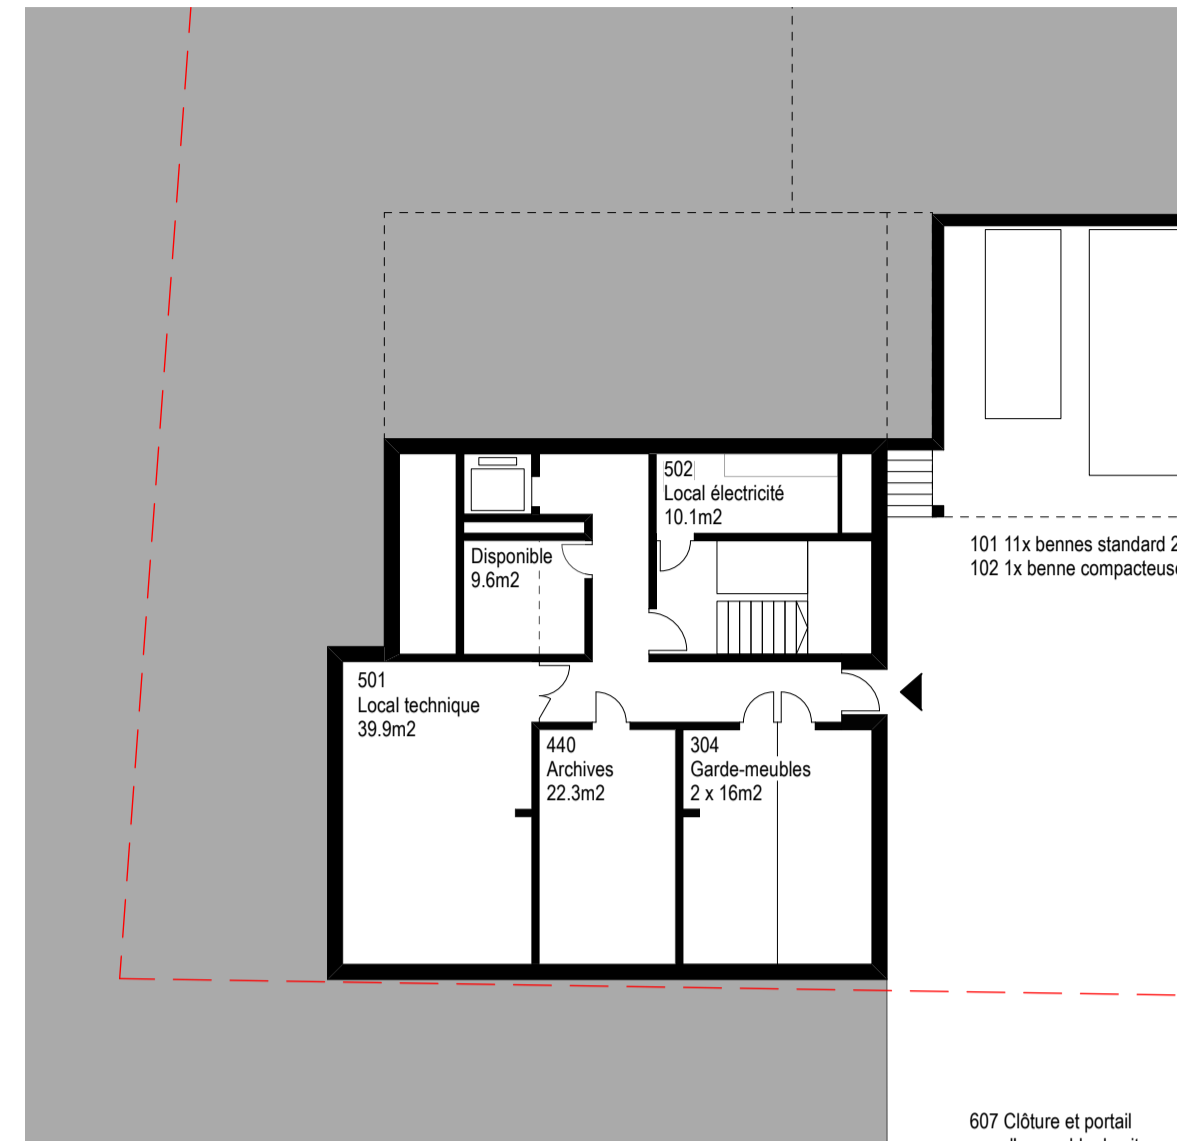 502
Local électricité
10.1m2
101 11x bennes standard 2
102 1x benne compacteuse
Disponible
9.6m2
501
Local technique
39.9m2
440
Archives
22.3m2
304
Garde-meubles
2 x 16m2
607 Clôture et portail